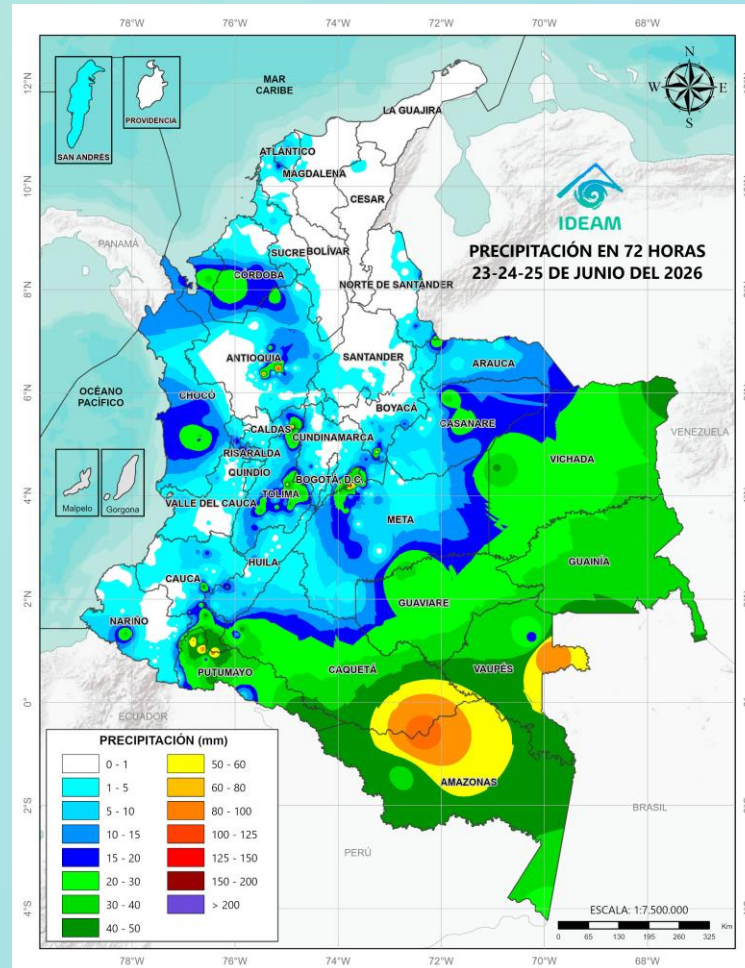 78°W 76°W 74°W 72°W 70°W 68°W
12°N
10°N
8°N
6°N
4°N
2°N
0°
2°S
4°S
MAR
CARIBE
N
W E
S
SAN ANDRÉS
PROVIDENCIA
LA GUAJIRA
ATLÁNTICO
MAGDALENA
CESAR
IDEAM
PRECIPITACIÓN EN 72 HORAS
23-24-25 DE JUNIO DEL 2026
PANAMÁ
SUCRE
BOLÍVAR
CÓRDOBA
NORTE DE SANTANDER
ANTIOQUIA
SANTANDER
ARAUCA
OCÉANO
PACÍFICO
CHOCÓ
BOYACÁ
CASANARE
CALDAS
CUNDINAMARCA
RISARALDA
VENEZUELA
VICHADA
QUINDÍO
BOGOTÁ, D.C.
TOLIMA
Malpelo
Gorgona
VALLE DEL CAUCA
META
HUILA
GUAINÍA
CAUCA
GUAVIARE
NARIÑO
PUTUMAYO
CAQUETÁ
VAUPÉS
ECUADOR
AMAZONAS
BRASIL
PERÚ
PRECIPITACIÓN (mm)
0 - 1
1 - 5
5 - 10
10 - 15
15 - 20
20 - 30
30 - 40
40 - 50
50 - 60
60 - 80
80 - 100
100 - 125
125 - 150
150 - 200
> 200
ESCALA: 1:7.500.000
0 65 130 195 260 325 Km
78°W 76°W 74°W 72°W 70°W 68°W